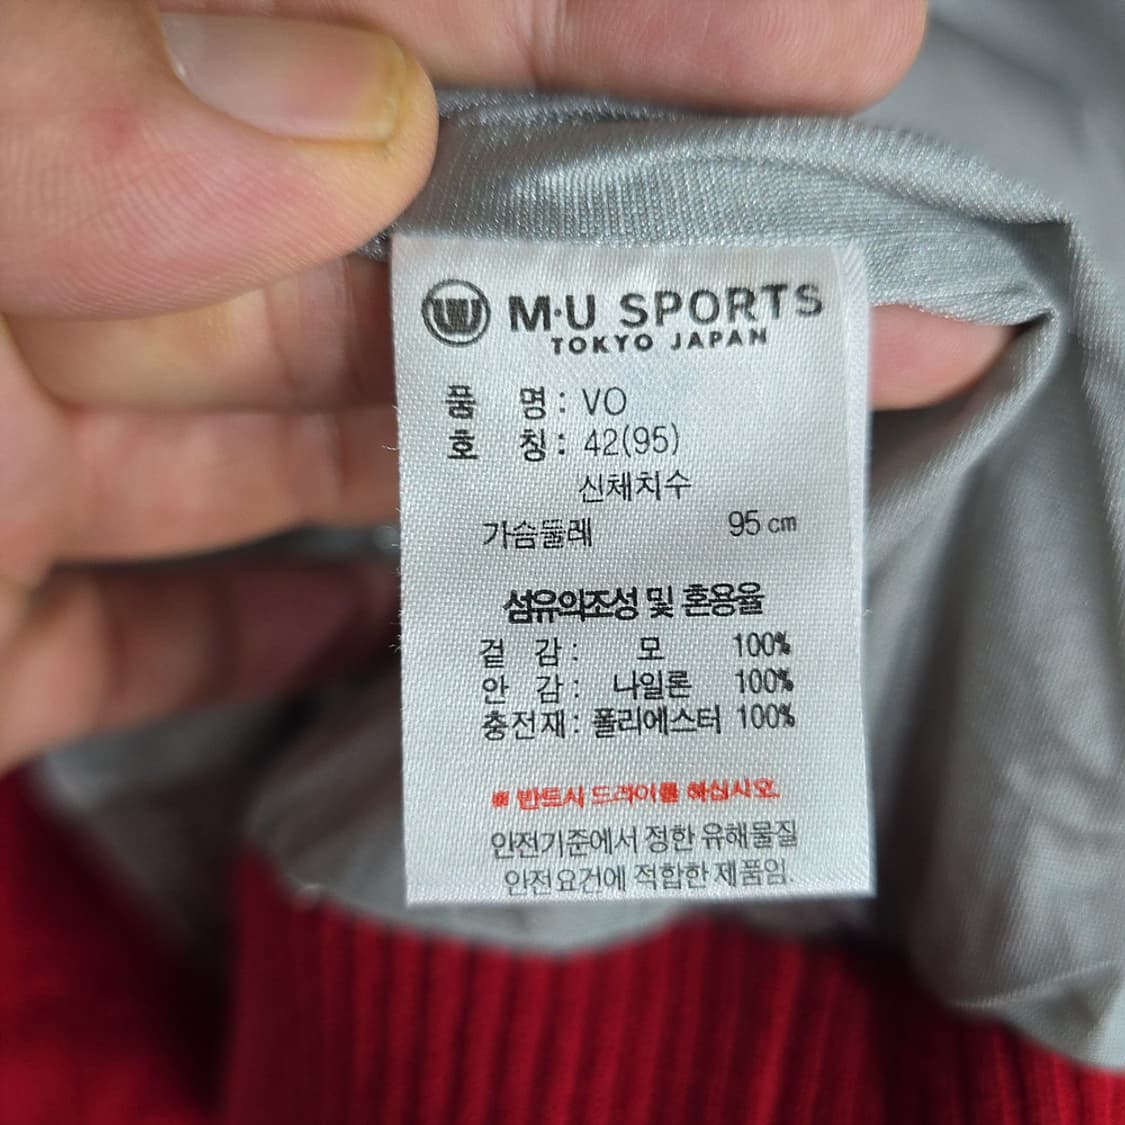 M·U SPORTS
TOKYO JAPAN
품 명 : VO
호 칭 : 42(95)
신체치수
가슴둘레 95 cm
섬유의조성 및 혼용율
겉 감 : 모 100%
안 감 : 나일론 100%
충전재 : 폴리에스터 100%
※ 반드시 드라이를 하십시오.
안전기준에서 정한 유해물질
안전요건에 적합한 제품임.